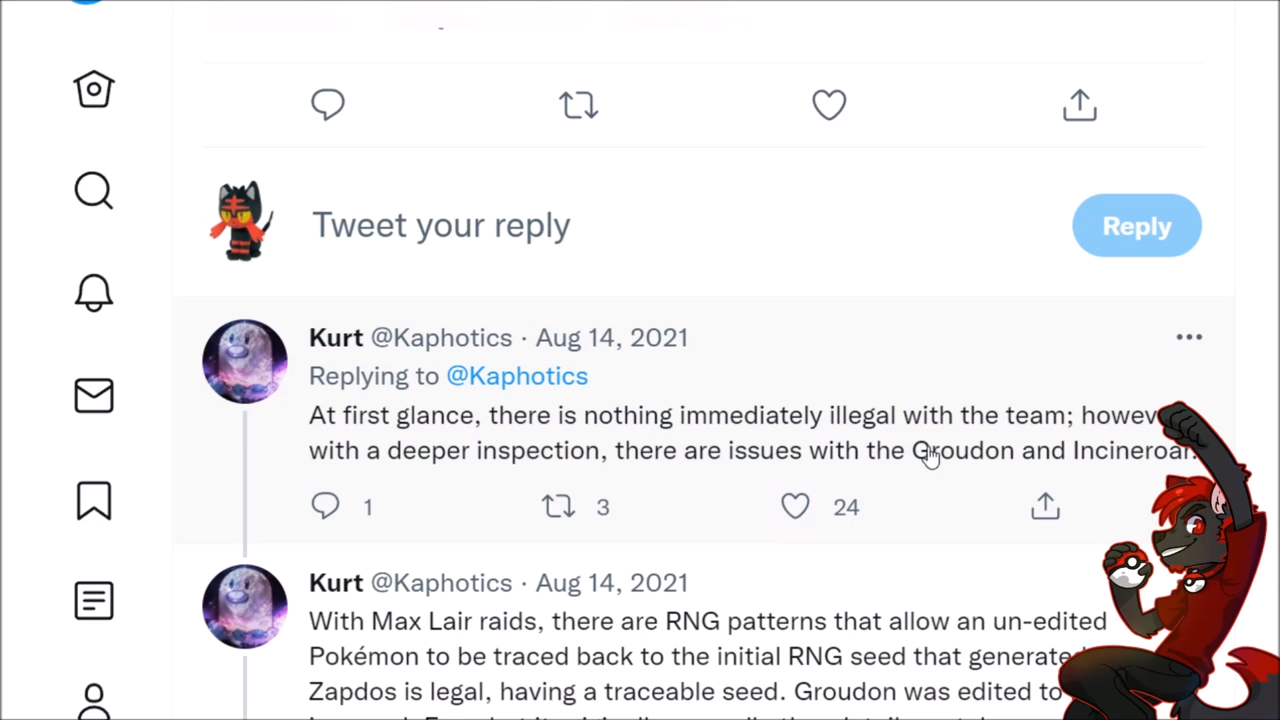 Tweet your reply
Reply
Kurt @Kaphotics · Aug 14, 2021
Replying to @Kaphotics
At first glance, there is nothing immediately illegal with the team;
with a deeper inspection, there are issues with the Groudon and Incineroar.
1 3 24
Kurt @Kaphotics · Aug 14, 2021
With Max Lair raids, there are RNG patterns that allow an un-edited
Pokémon to be traced back to the initial RNG seed that
Zapdos is legal, having a traceable seed. Groudon was edited to